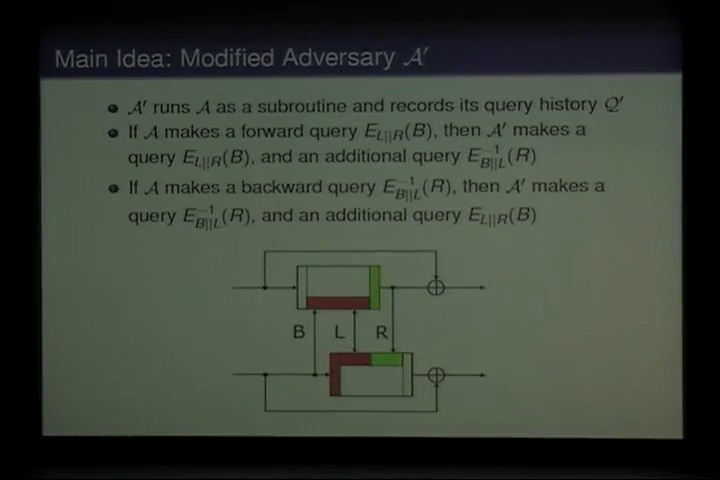 Main Idea: Modified Adversary 𝒜′
• 𝒜′ runs 𝒜 as a subroutine and records its query history 𝒬′
• If 𝒜 makes a forward query E_{L||R}(B), then 𝒜′ makes a
query E_{L||R}(B), and an additional query E^{-1}_{B||L}(R)
• If 𝒜 makes a backward query E^{-1}_{B||L}(R), then 𝒜′ makes a
query E^{-1}_{B||L}(R), and an additional query E_{L||R}(B)
B L R